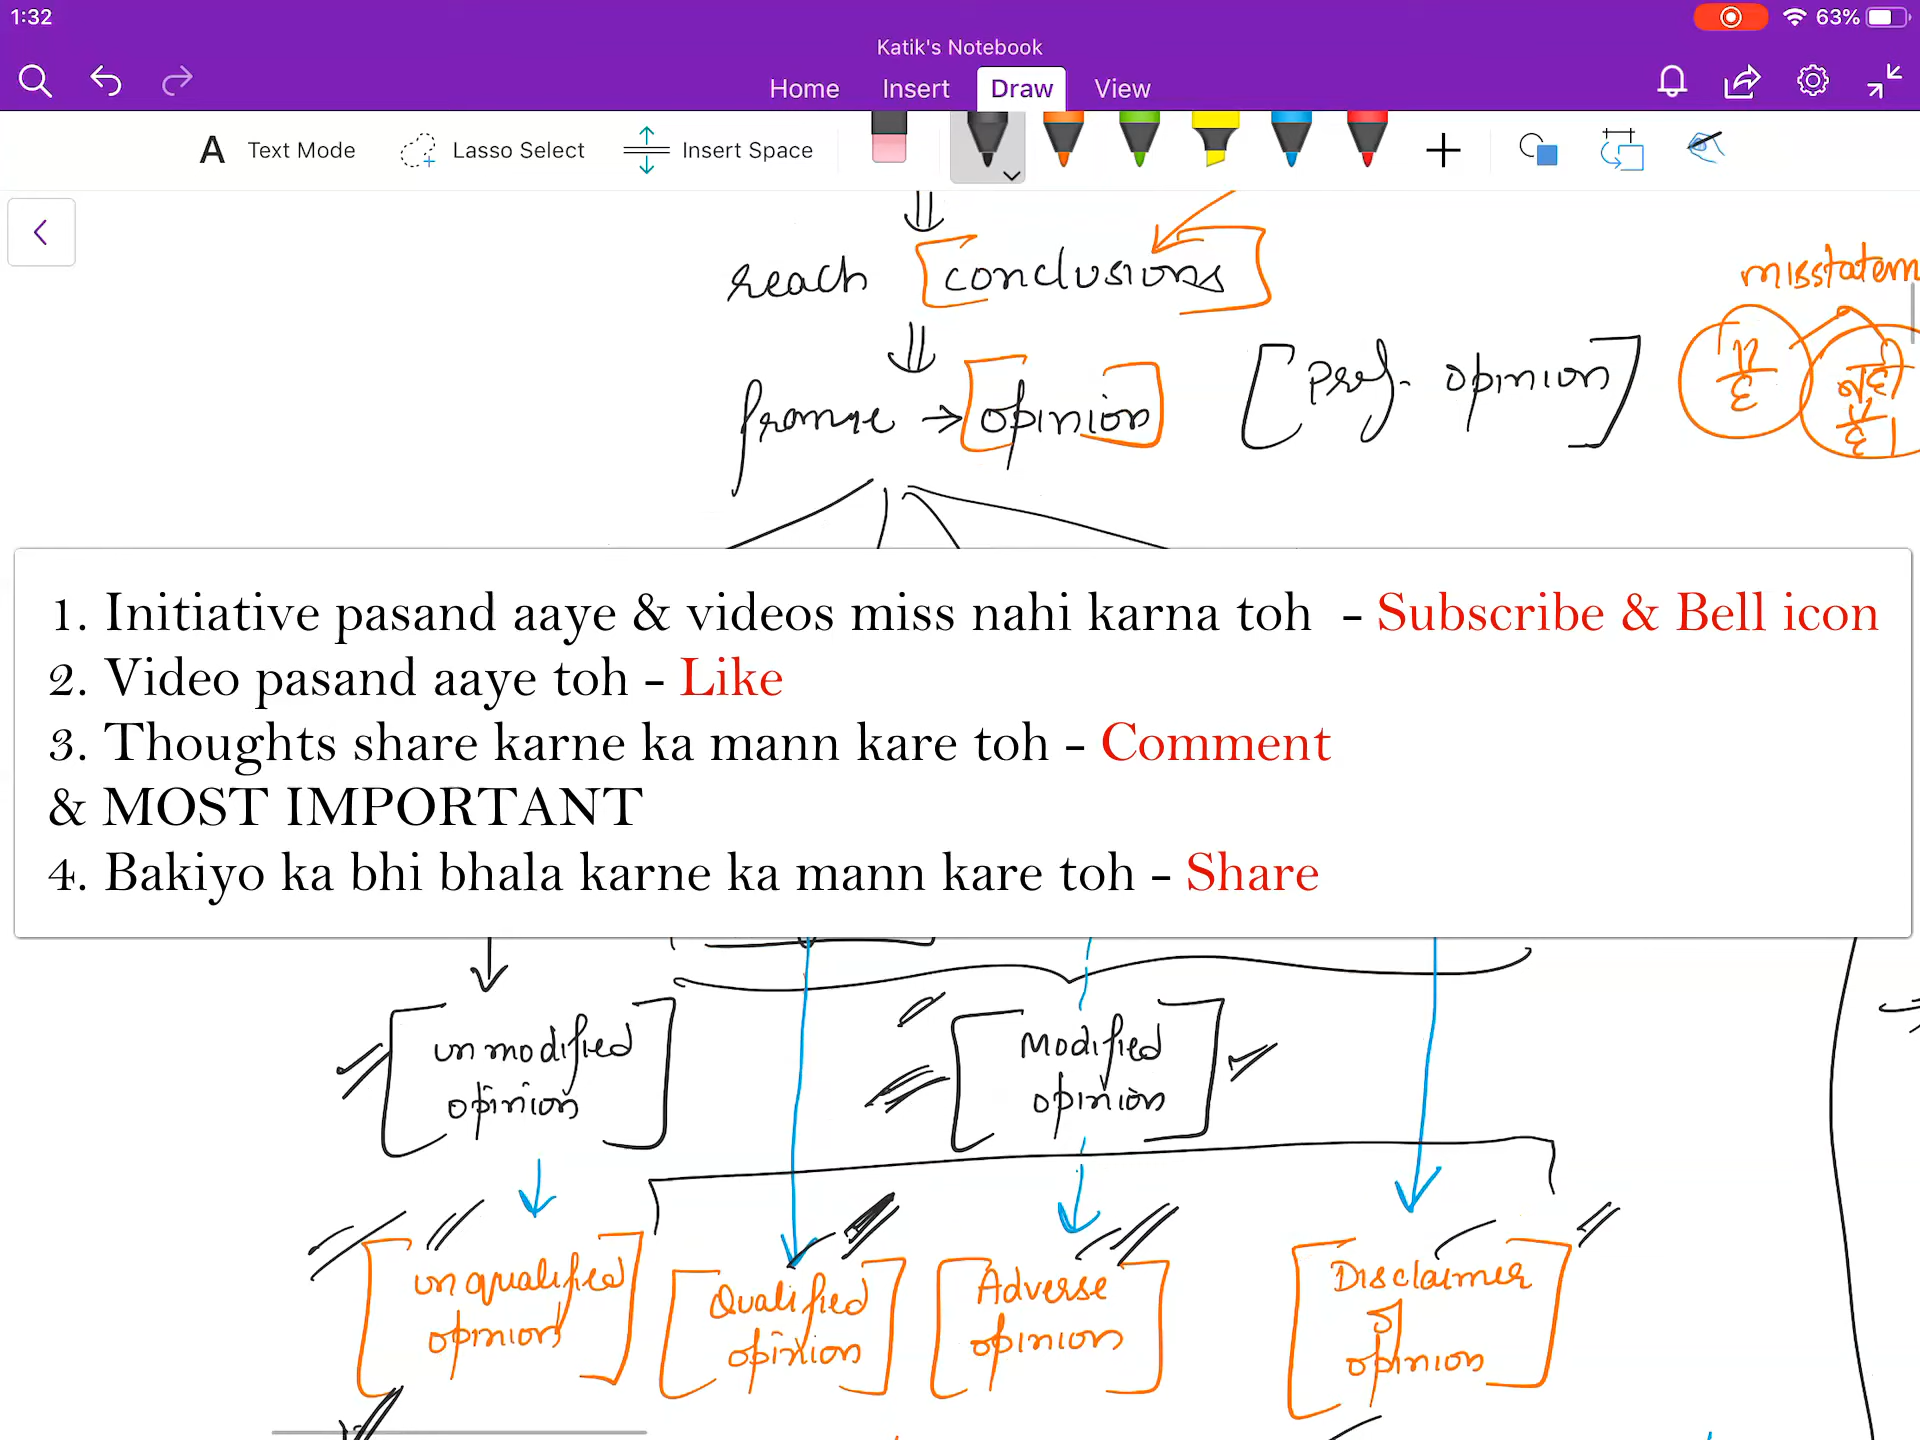 1:32
63%
Katik's Notebook
Home Insert Draw View
A Text Mode Lasso Select Insert Space
reach conclusions
misstatem
frame → opinion [prof. opinion]
1. Initiative pasand aaye & videos miss nahi karna toh - Subscribe & Bell icon
2. Video pasand aaye toh - Like
3. Thoughts share karne ka mann kare toh - Comment
& MOST IMPORTANT
4. Bakiyo ka bhi bhala karne ka mann kare toh - Share
unmodified opinion
Modified opinion
unqualified opinion
Qualified opinion
Adverse opinion
Disclaimer of opinion